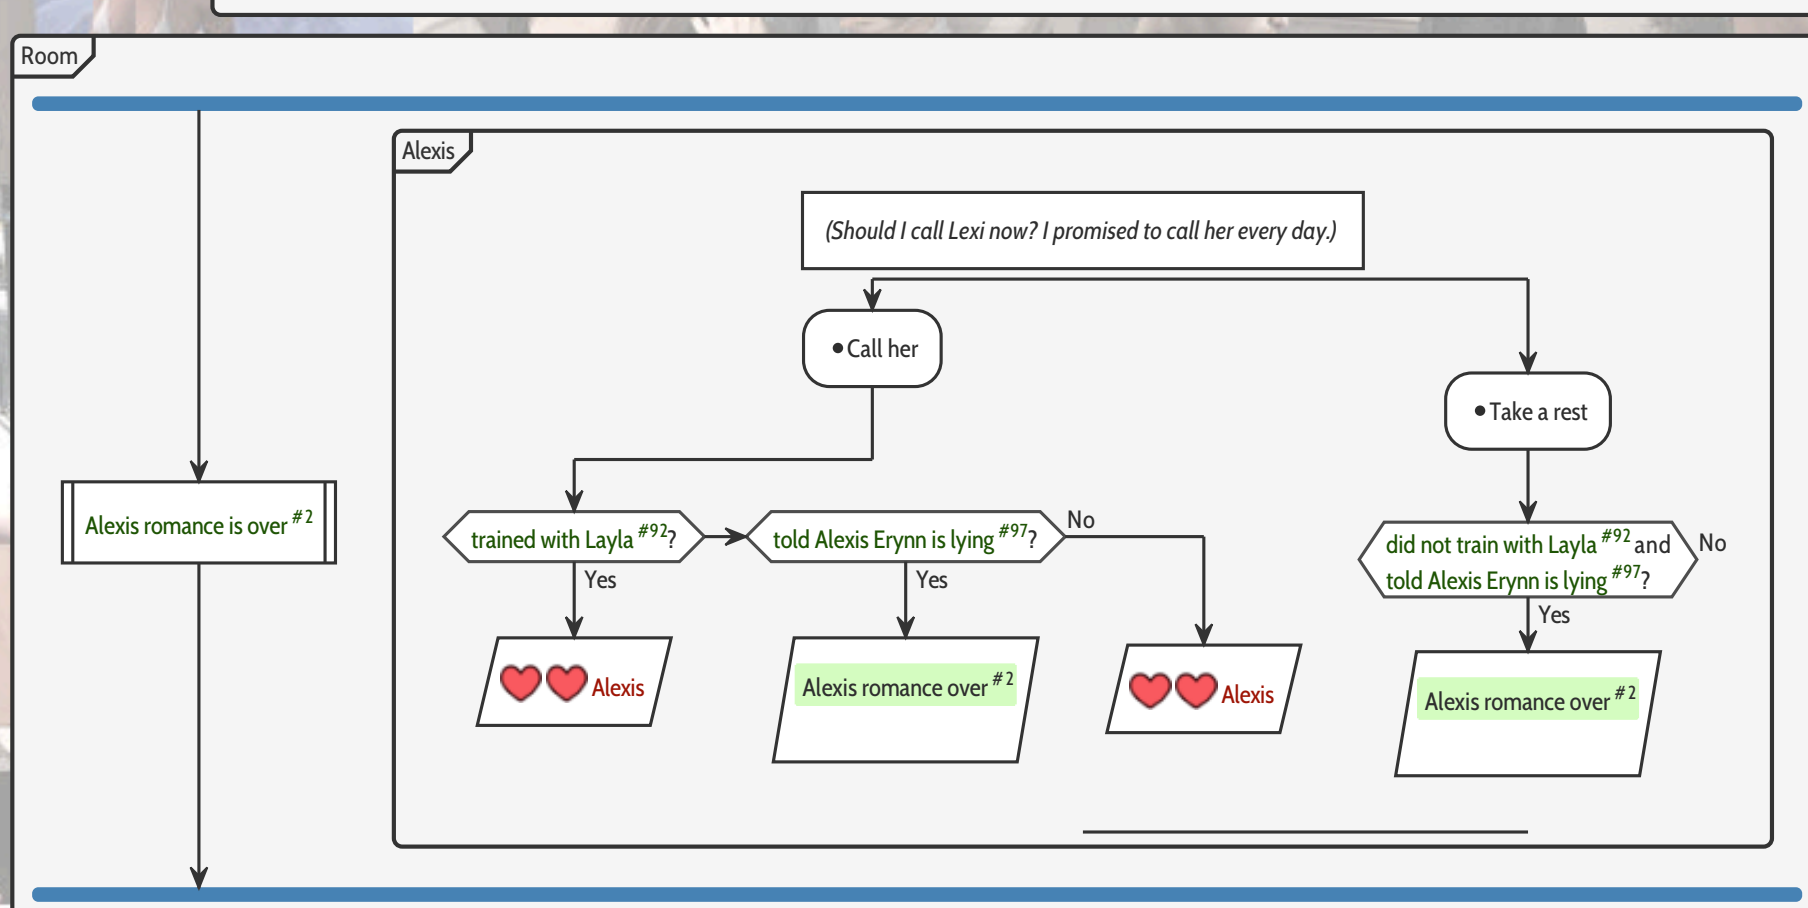 Room
Alexis
(Should I call Lexi now? I promised to call her every day.)
•Call her
•Take a rest
Alexis romance is over #2
trained with Layla #92?
told Alexis Erynn is lying #97?
No
did not train with Layla #92 and
told Alexis Erynn is lying #97?
No
Yes
Yes
Yes
Alexis
Alexis romance over #2
Alexis
Alexis romance over #2